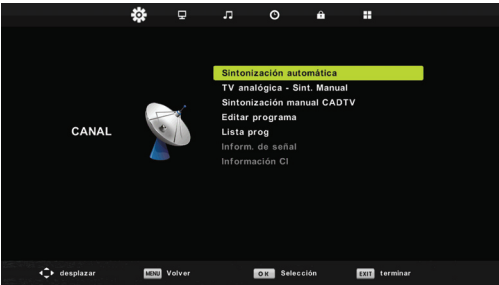 Sintonización automática
TV analógica - Sint. Manual
Sintonización manual CADTV
Editar programa
CANAL
Lista prog
Inform. de señal
Información CI
desplazar MENU Volver OK Selección EXIT terminar